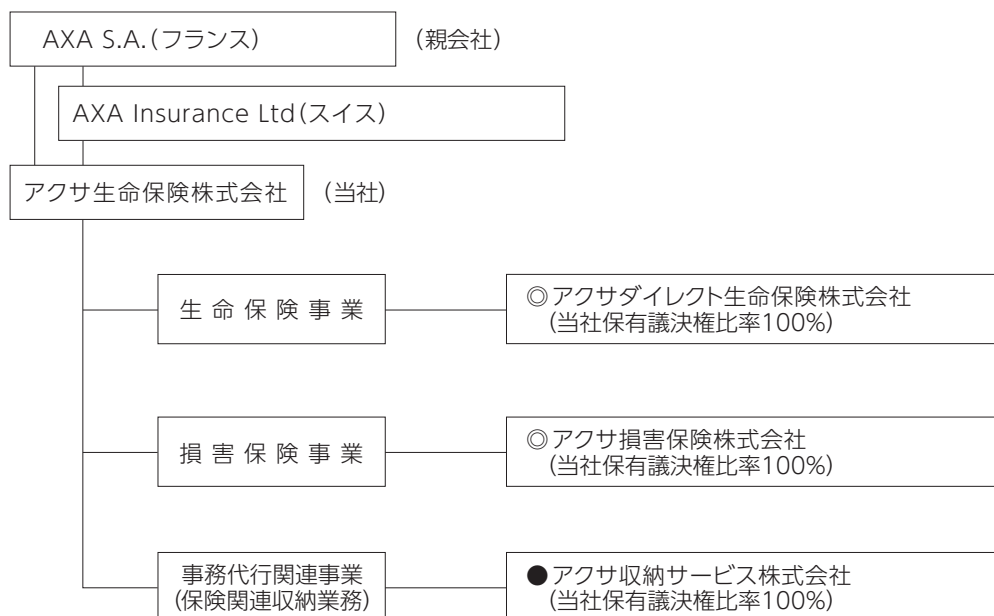 AXA S.A.(フランス) (親会社)
AXA Insurance Ltd(スイス)
アクサ生命保険株式会社 (当社)
生命保険事業
◎アクサダイレクト生命保険株式会社
(当社保有議決権比率100%)
損害保険事業
◎アクサ損害保険株式会社
(当社保有議決権比率100%)
事務代行関連事業
(保険関連収納業務)
●アクサ収納サービス株式会社
(当社保有議決権比率100%)